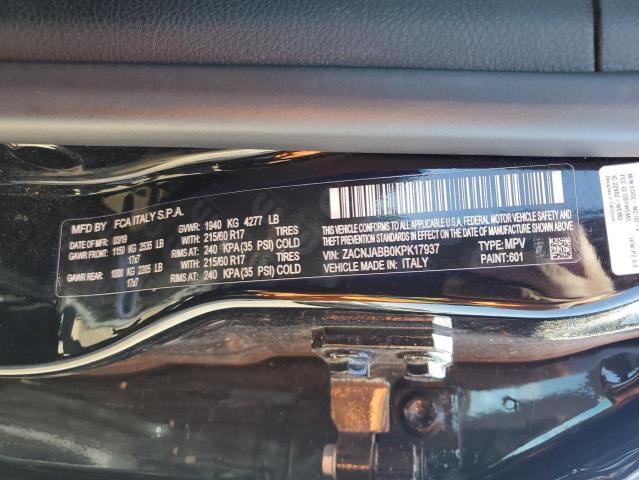 MFD BY FCA ITALY S.P.A.
DATE OF MFR 03/19 GVWR: 1940 KG 4277 LB
GAWR FRONT: 1150 KG 2535 LB WITH 215/60 R17 TIRES
17x7 RIMS AT: 240 KPA(35 PSI) COLD
GAWR REAR: 1000 KG 2205 LB WITH 215/60 R17 TIRES
17x7 RIMS AT: 240 KPA(35 PSI) COLD
THIS VEHICLE CONFORMS TO ALL APPLICABLE U.S.A. FEDERAL MOTOR VEHICLE SAFETY,
BUMPER, AND THEFT PREVENTION STANDARDS IN EFFECT ON THE DATE OF MFR SHOWN ABOVE.
VIN: ZACNJABB0KPK17937 TYPE: MPV
VEHICLE MADE IN: ITALY PAINT: 601